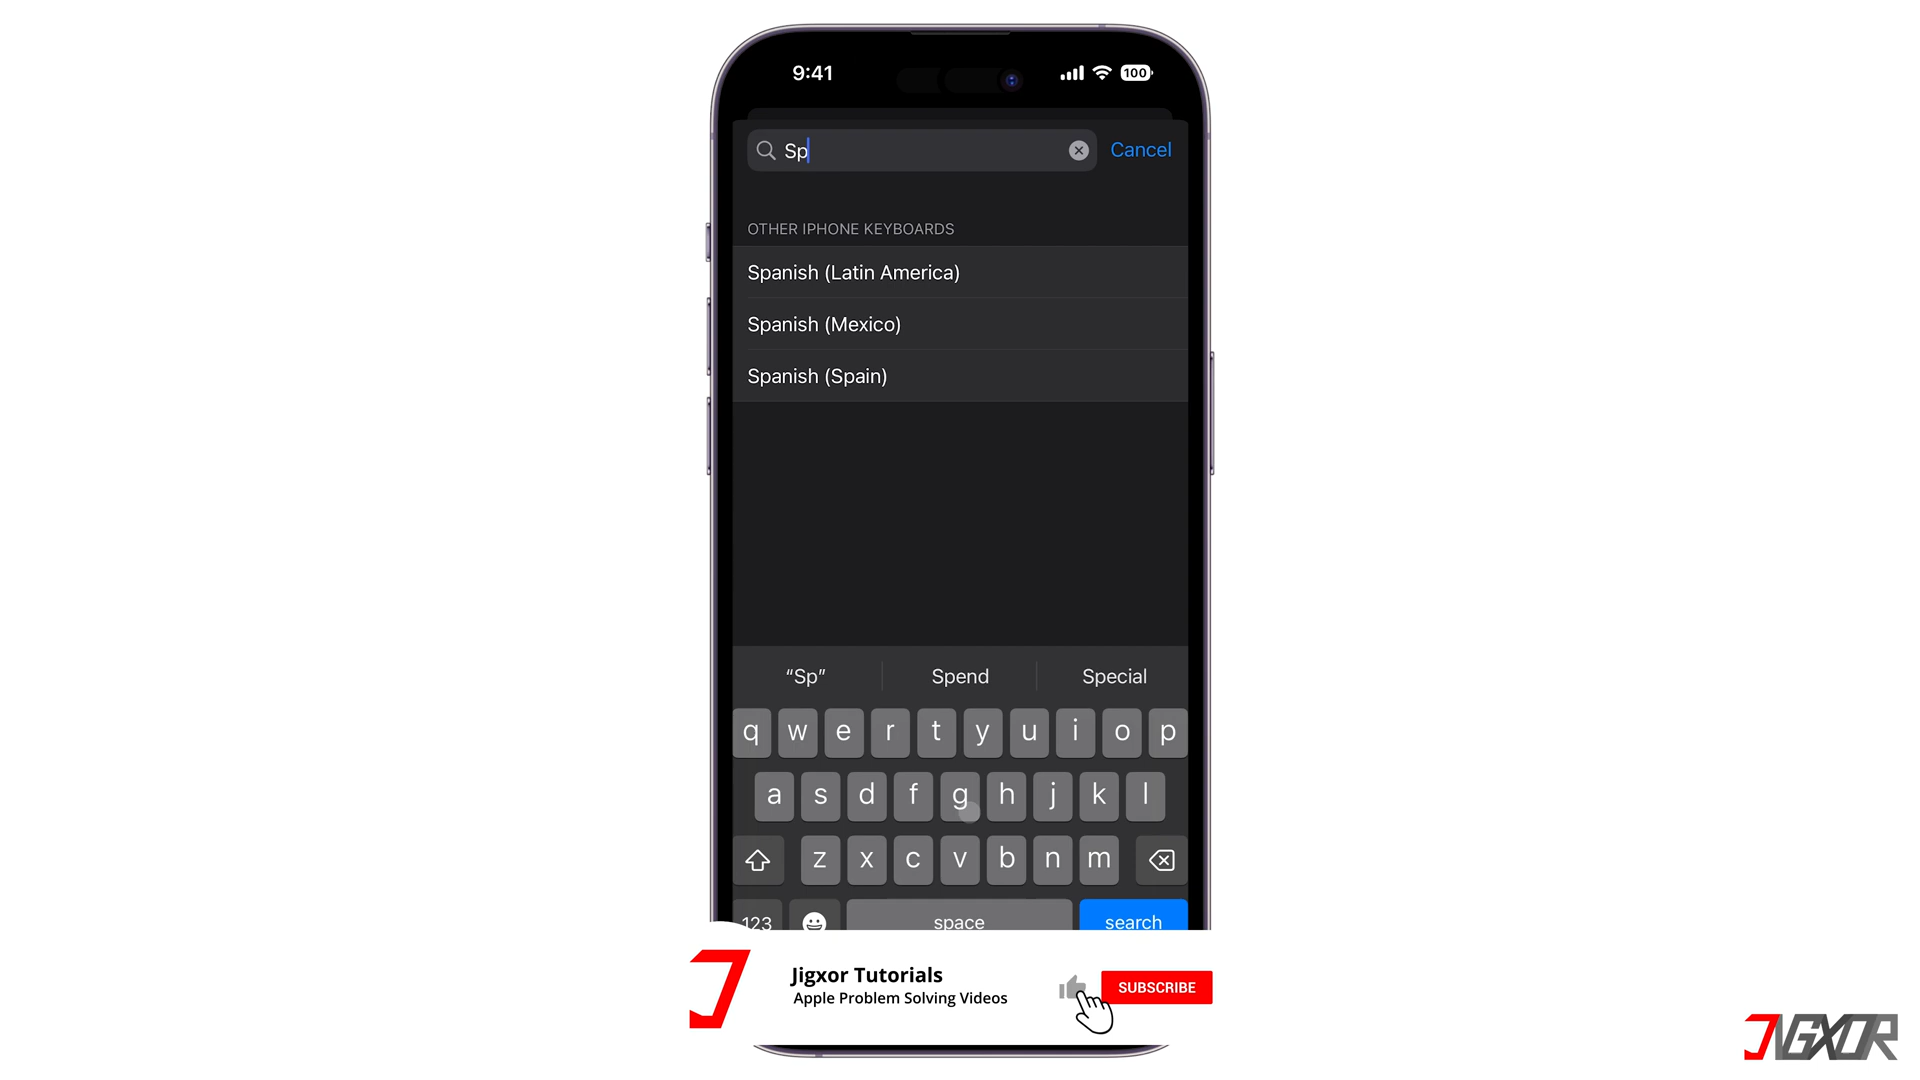 9:41
100
Sp
Cancel
OTHER IPHONE KEYBOARDS
Spanish (Latin America)
Spanish (Mexico)
Spanish (Spain)
“Sp” Spend Special
q w e r t y u i o p
a s d f g h j k l
z x c v b n m
123 space search
Jigxor Tutorials
Apple Problem Solving Videos
SUBSCRIBE
JIGXOR